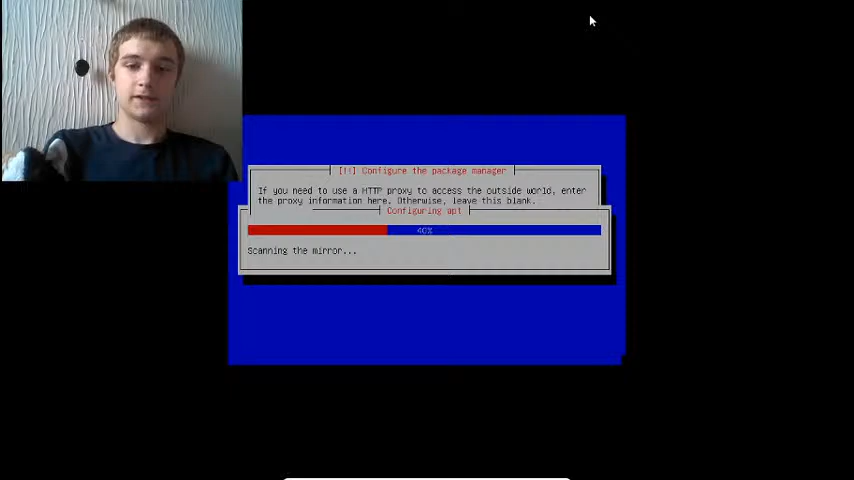 [!!] Configure the package manager
If you need to use a HTTP proxy to access the outside world, enter
the proxy information here. Otherwise, leave this blank.
Configuring apt
40%
Scanning the mirror...